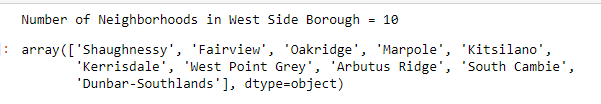 Number of Neighborhoods in West Side Borough = 10
: array(['Shaughnessy', 'Fairview', 'Oakridge', 'Marpole', 'Kitsilano',
'Kerrisdale', 'West Point Grey', 'Arbutus Ridge', 'South Cambie',
'Dunbar-Southlands'], dtype=object)